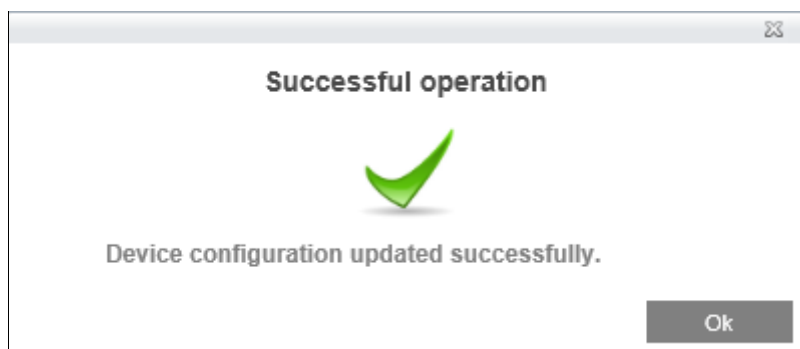 Successful operation
Device configuration updated successfully.
Ok